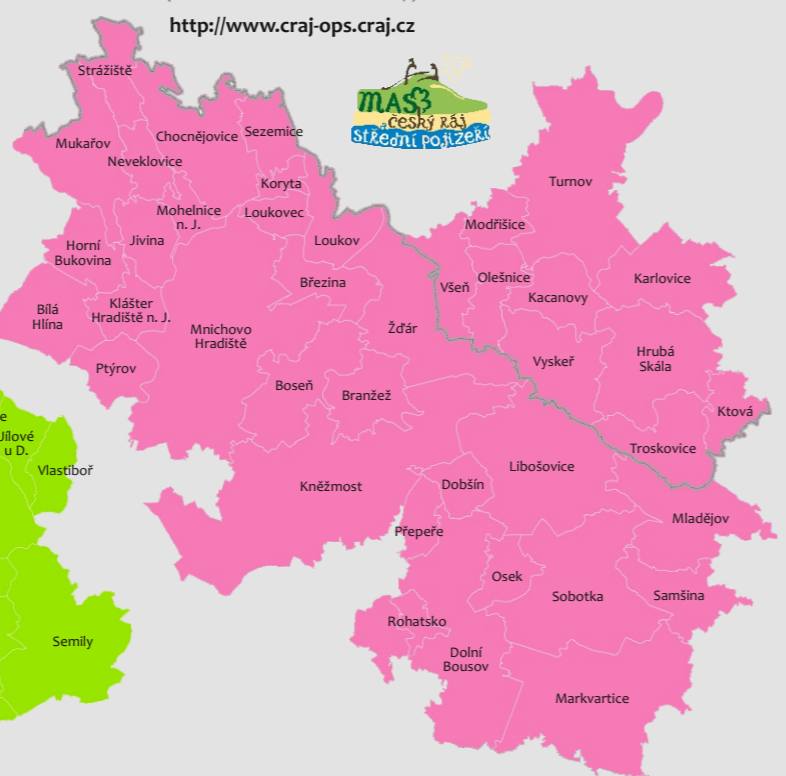 http://www.craj-ops.craj.cz
MAS
český ráj
střední pojizeří
Strážiště
Mukařov
Chocnějovice
Sezemice
Neveklovice
Koryta
Mohelnice
n. J.
Loukovec
Jivina
Loukov
Horní
Bukovina
Březina
Bílá
Hlína
Klášter
Hradiště n. J.
Mnichovo
Hradiště
Žďár
Ptýrov
Boseň
Branžež
Turnov
Modřišice
Všeň
Olešnice
Kacanovy
Karlovice
Vyskeř
Hrubá
Skála
Ktová
Troskovice
Libošovice
Kněžmost
Dobšín
Mladějov
Přepeře
Osek
Sobotka
Samšina
Rohatsko
Dolní
Bousov
Markvartice
e
Jílové
u D.
Vlastiboř
Semily